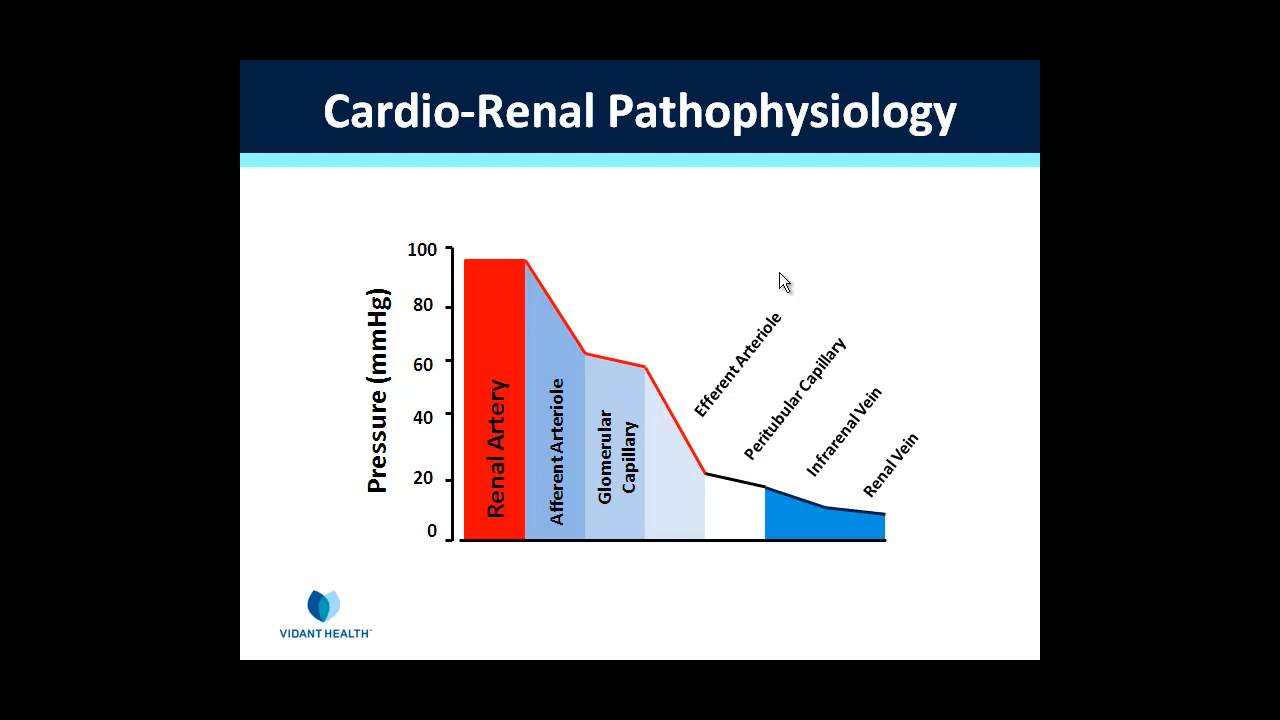 Cardio-Renal Pathophysiology
Pressure (mmHg)
100
80
60
40
20
0
Renal Artery
Afferent Arteriole
Glomerular
Capillary
Efferent Arteriole
Peritubular Capillary
Infrarenal Vein
Renal Vein
VIDANT HEALTH™